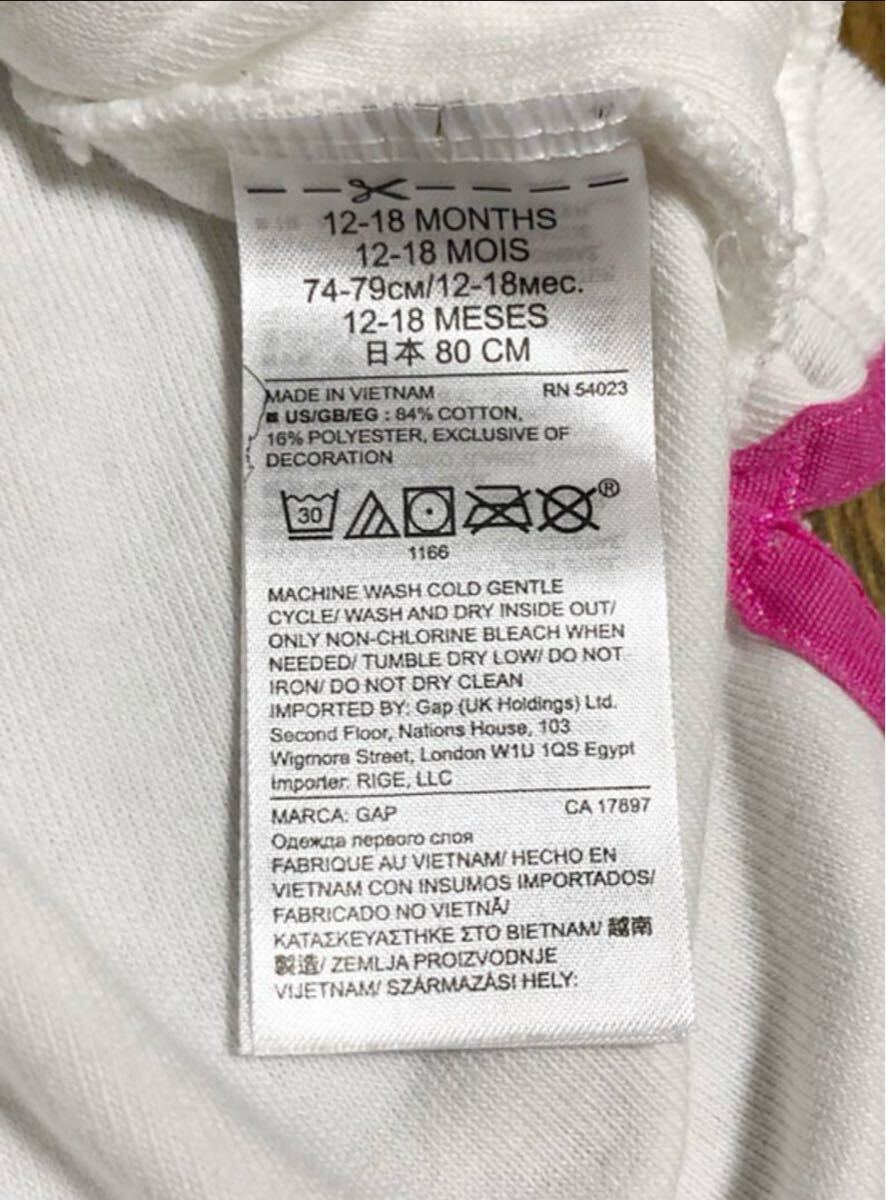 12-18 MONTHS
12-18 MOIS
74-79см/12-18мес.
12-18 MESES
日本 80 CM
MADE IN VIETNAM RN 54023
US/GB/EG : 84% COTTON,
16% POLYESTER, EXCLUSIVE OF
DECORATION
30
®
1166
MACHINE WASH COLD GENTLE
CYCLE/ WASH AND DRY INSIDE OUT/
ONLY NON-CHLORINE BLEACH WHEN
NEEDED/ TUMBLE DRY LOW/ DO NOT
IRON/ DO NOT DRY CLEAN
IMPORTED BY: Gap (UK Holdings) Ltd.
Second Floor, Nations House, 103
Wigmore Street, London W1U 1QS Egypt
Importer: RIGE, LLC
MARCA: GAP CA 17897
Одежда первого слоя
FABRIQUE AU VIETNAM/ HECHO EN
VIETNAM CON INSUMOS IMPORTADOS/
FABRICADO NO VIETNÃ/
ΚΑΤΑΣΚΕΥΑΣΤΗΚΕ ΣΤΟ ΒΙΕΤΝΑΜ/ 越南
製造/ ZEMLJA PROIZVODNJE
VIJETNAM/ SZÁRMAZÁSI HELY: